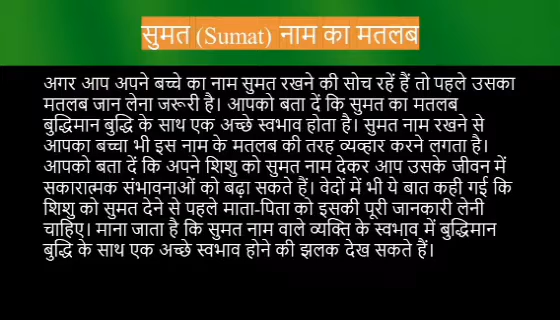 सुमत (Sumat) नाम का मतलब
अगर आप अपने बच्चे का नाम सुमत रखने की सोच रहें हैं तो पहले उसका
मतलब जान लेना जरूरी है। आपको बता दें कि सुमत का मतलब
बुद्धिमान बुद्धि के साथ एक अच्छे स्वभाव होता है। सुमत नाम रखने से
आपका बच्चा भी इस नाम के मतलब की तरह व्यव्हार करने लगता है।
आपको बता दें कि अपने शिशु को सुमत नाम देकर आप उसके जीवन में
सकारात्मक संभावनाओं को बढ़ा सकते हैं। वेदों में भी ये बात कही गई कि
शिशु को सुमत देने से पहले माता-पिता को इसकी पूरी जानकारी लेनी
चाहिए। माना जाता है कि सुमत नाम वाले व्यक्ति के स्वभाव में बुद्धिमान
बुद्धि के साथ एक अच्छे स्वभाव होने की झलक देख सकते हैं।